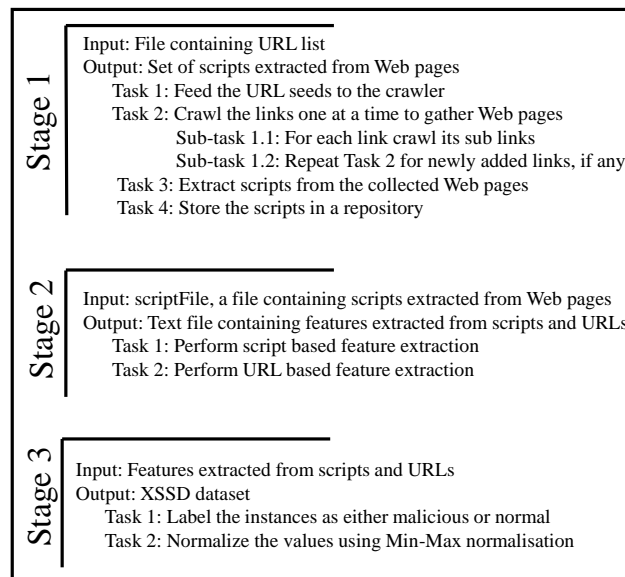 Stage 1
Input: File containing URL list
Output: Set of scripts extracted from Web pages
Task 1: Feed the URL seeds to the crawler
Task 2: Crawl the links one at a time to gather Web pages
Sub-task 1.1: For each link crawl its sub links
Sub-task 1.2: Repeat Task 2 for newly added links, if any
Task 3: Extract scripts from the collected Web pages
Task 4: Store the scripts in a repository
Stage 2
Input: scriptFile, a file containing scripts extracted from Web pages
Output: Text file containing features extracted from scripts and URLs
Task 1: Perform script based feature extraction
Task 2: Perform URL based feature extraction
Stage 3
Input: Features extracted from scripts and URLs
Output: XSSD dataset
Task 1: Label the instances as either malicious or normal
Task 2: Normalize the values using Min-Max normalisation